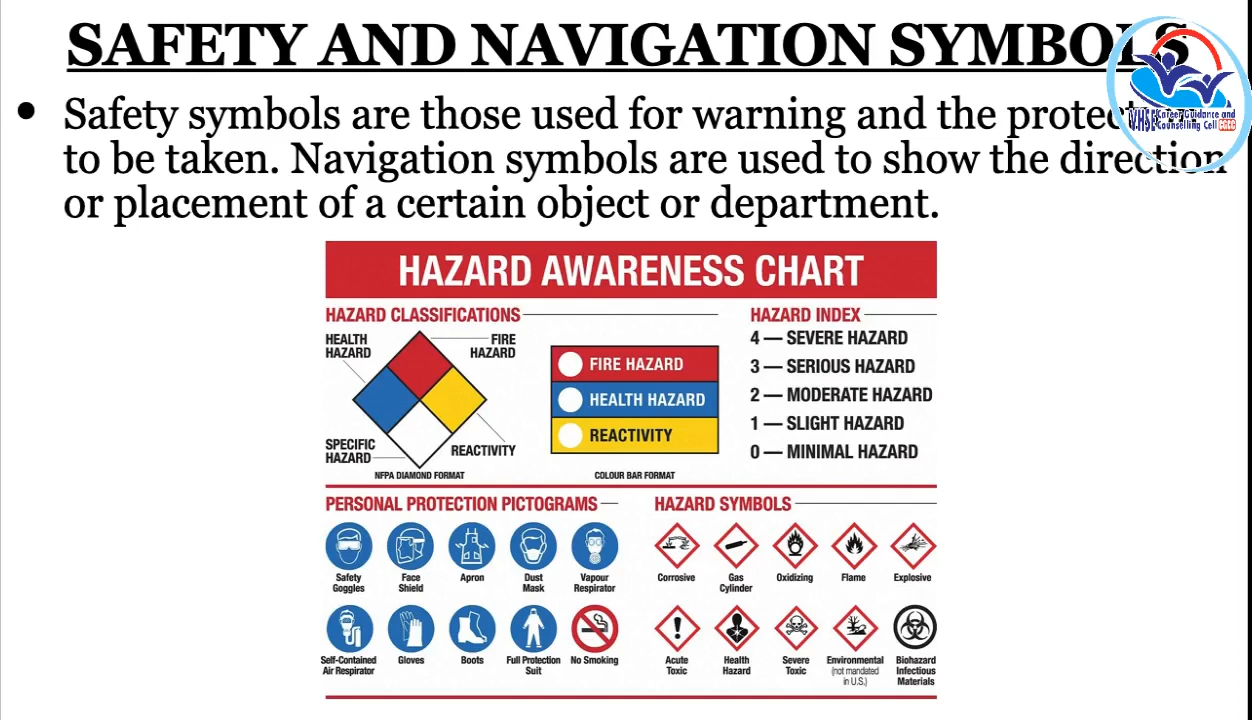 SAFETY AND NAVIGATION SYMBOLS
VHSE Career Guidance and
Counselling Cell CGCC
• Safety symbols are those used for warning and the
to be taken. Navigation symbols are used to show the direction
or placement of a certain object or department.
HAZARD AWARENESS CHART
HAZARD CLASSIFICATIONS
HEALTH
HAZARD
FIRE
HAZARD
SPECIFIC
HAZARD
REACTIVITY
NFPA DIAMOND FORMAT
FIRE HAZARD
HEALTH HAZARD
REACTIVITY
COLOUR BAR FORMAT
HAZARD INDEX
4 — SEVERE HAZARD
3 — SERIOUS HAZARD
2 — MODERATE HAZARD
1 — SLIGHT HAZARD
0 — MINIMAL HAZARD
PERSONAL PROTECTION PICTOGRAMS
Safety
Goggles
Face
Shield
Apron
Dust
Mask
Vapour
Respirator
Self-Contained
Air Respirator
Gloves
Boots
Full Protection
Suit
No Smoking
HAZARD SYMBOLS
Corrosive
Gas
Cylinder
Oxidizing
Flame
Explosive
Acute
Toxic
Health
Hazard
Severe
Toxic
Environmental
(not mandated
in U.S.)
Biohazard
Infectious
Materials